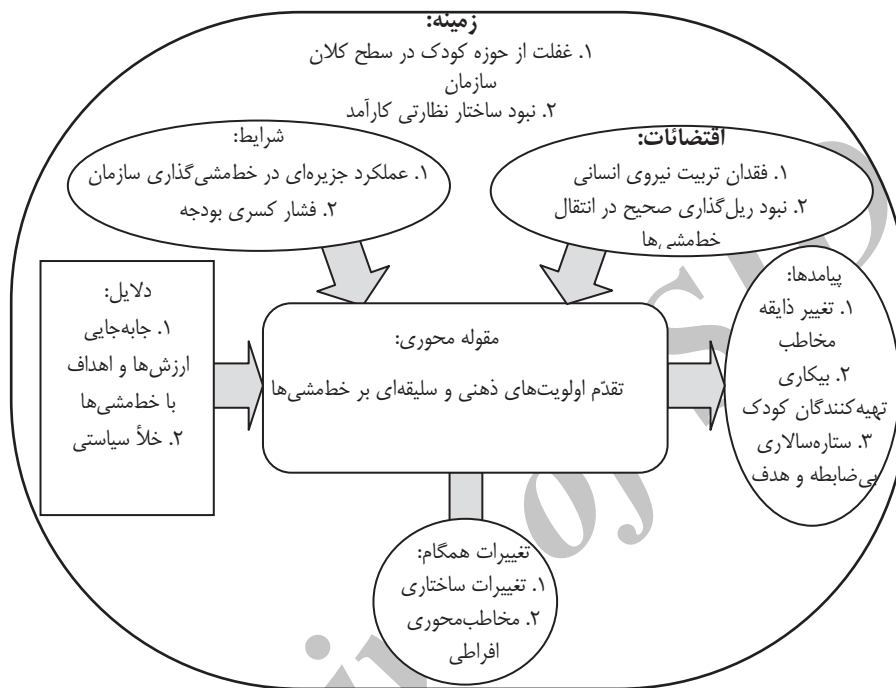 زمینه:
۱. غفلت از حوزه کودک در سطح کلان
سازمان
۲. نبود ساختار نظارتی کارآمد
اقتضائات:
۱. فقدان تربیت نیروی انسانی
۲. نبود ریل‌گذاری صحیح در انتقال
خط‌مشی‌ها
شرایط:
۱. عملکرد جزیره‌ای در خط‌مشی‌گذاری سازمان
۲. فشار کسری بودجه
دلایل:
۱. جابه‌جایی
ارزش‌ها و اهداف
با خط‌مشی‌ها
۲. خلأ سیاستی
مقوله محوری:
تقدّم اولویت‌های ذهنی و سلیقه‌ای بر خط‌مشی‌ها
پیامدها:
۱. تغییر ذایقه
مخاطب
۲. بیکاری
تهیه‌کنندگان کودک
۳. ستاره‌سالاری
بی‌ضابطه و هدف
تغییرات همگام:
۱. تغییرات ساختاری
۲. مخاطب‌محوری
افراطی